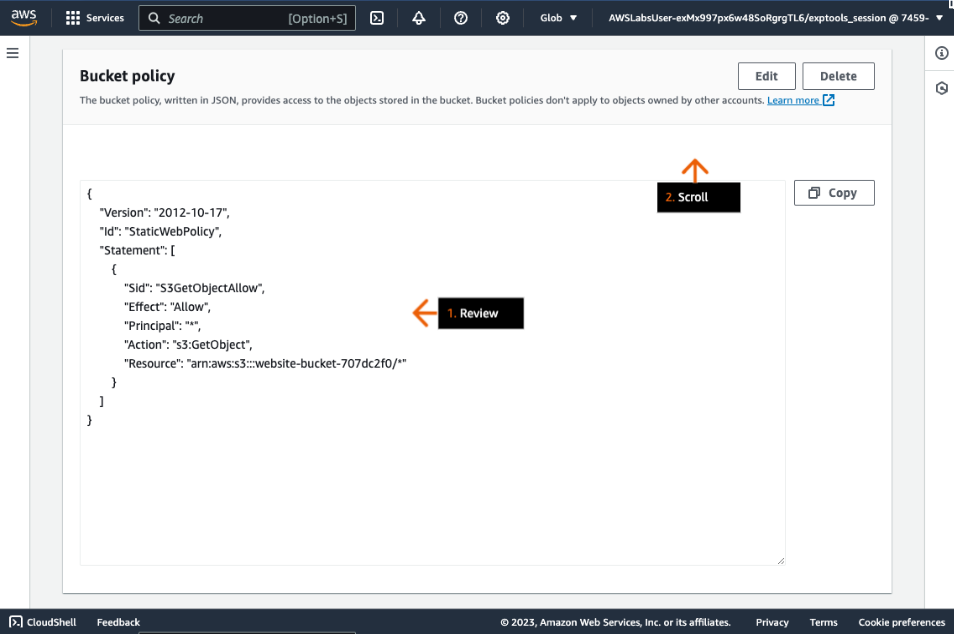 aws Services Search [Option+S] Glob ▼ AWSLabsUser-exMx997px6w48SoRgrgTL6/exptools_session @ 7459- ▼
Bucket policy
Edit Delete
The bucket policy, written in JSON, provides access to the objects stored in the bucket. Bucket policies don't apply to objects owned by other accounts. Learn more
2. Scroll
Copy
{
"Version": "2012-10-17",
"Id": "StaticWebPolicy",
"Statement": [
{
"Sid": "S3GetObjectAllow",
"Effect": "Allow",
1. Review
"Principal": "*",
"Action": "s3:GetObject",
"Resource": "arn:aws:s3:::website-bucket-707dc2f0/*"
}
]
}
CloudShell Feedback © 2023, Amazon Web Services, Inc. or its affiliates. Privacy Terms Cookie preferences